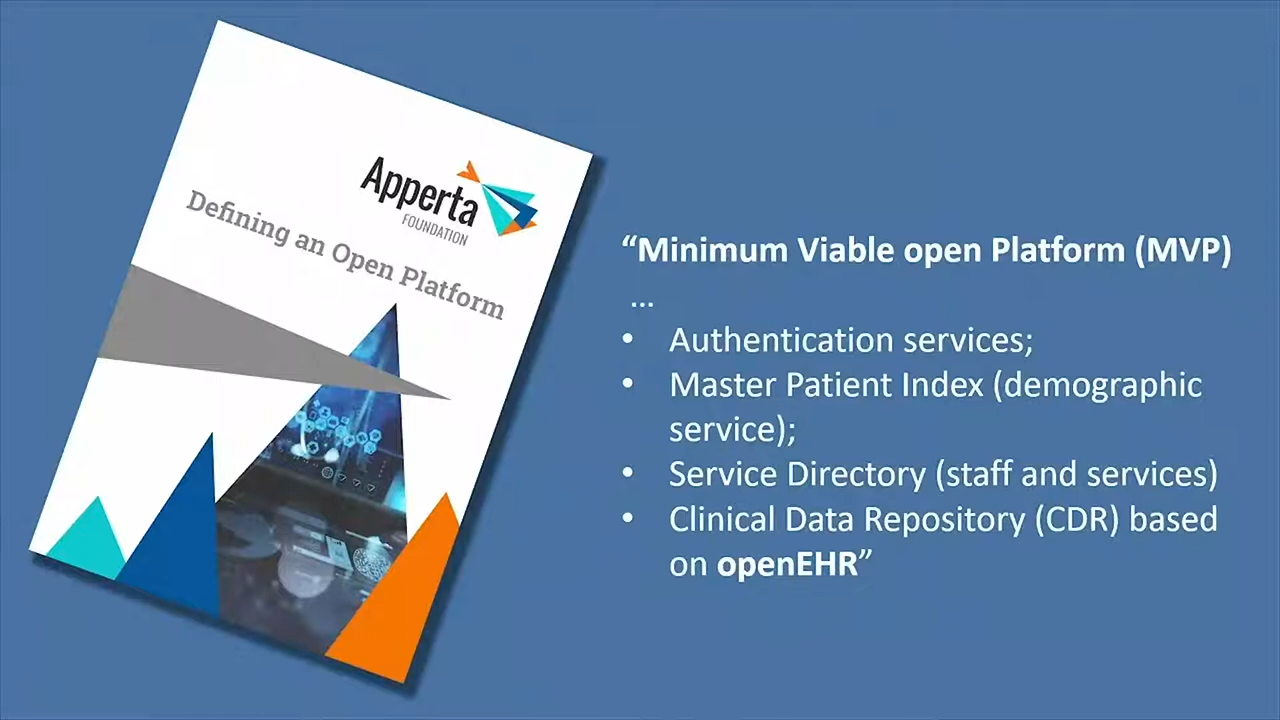 Apperta
FOUNDATION
Defining an Open Platform
“Minimum Viable open Platform (MVP)
...
• Authentication services;
• Master Patient Index (demographic
service);
• Service Directory (staff and services)
• Clinical Data Repository (CDR) based
on openEHR”